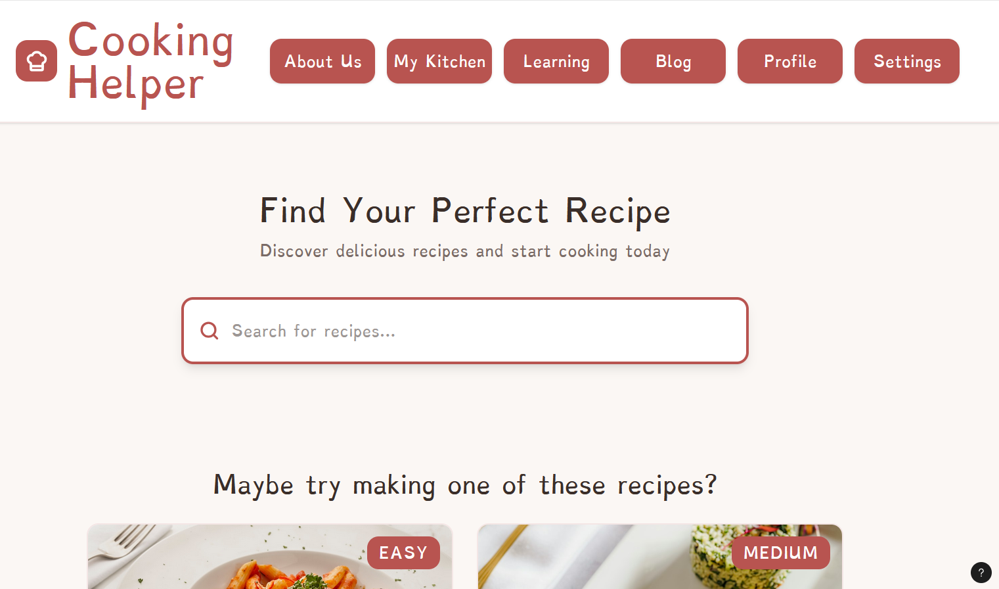 Cooking
Helper
About Us
My Kitchen
Learning
Blog
Profile
Settings
Find Your Perfect Recipe
Discover delicious recipes and start cooking today
Search for recipes...
Maybe try making one of these recipes?
EASY
MEDIUM
?